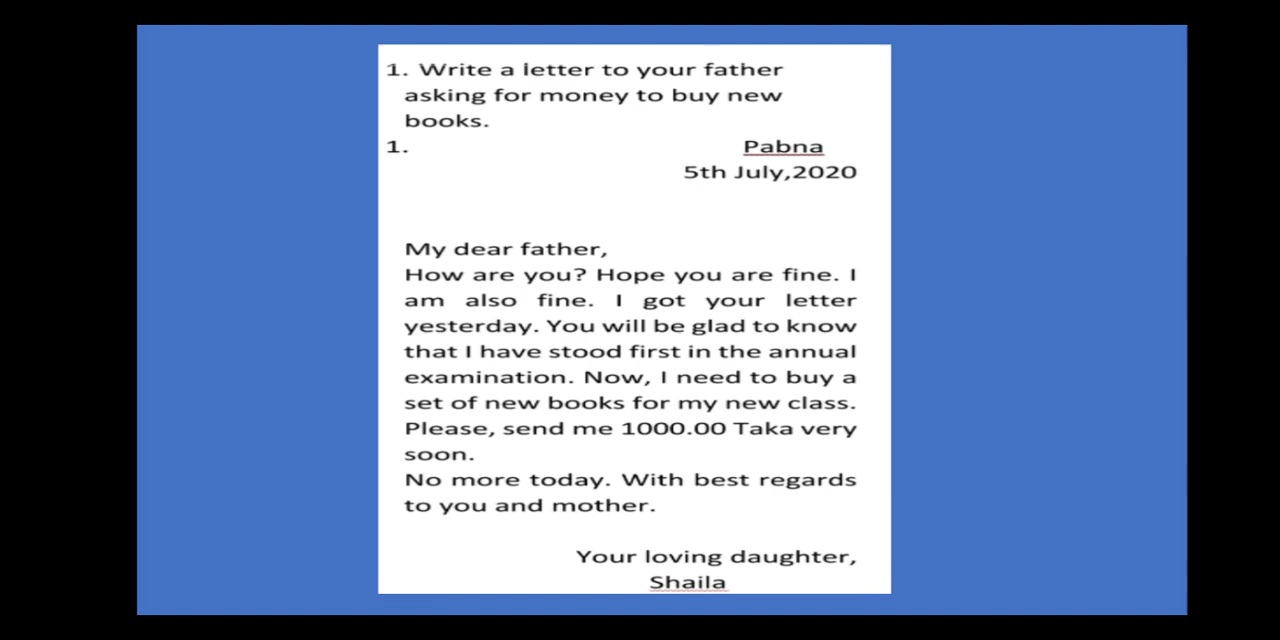 1. Write a letter to your father
asking for money to buy new
books.
1. Pabna
5th July,2020
My dear father,
How are you? Hope you are fine. I
am also fine. I got your letter
yesterday. You will be glad to know
that I have stood first in the annual
examination. Now, I need to buy a
set of new books for my new class.
Please, send me 1000.00 Taka very
soon.
No more today. With best regards
to you and mother.
Your loving daughter,
Shaila